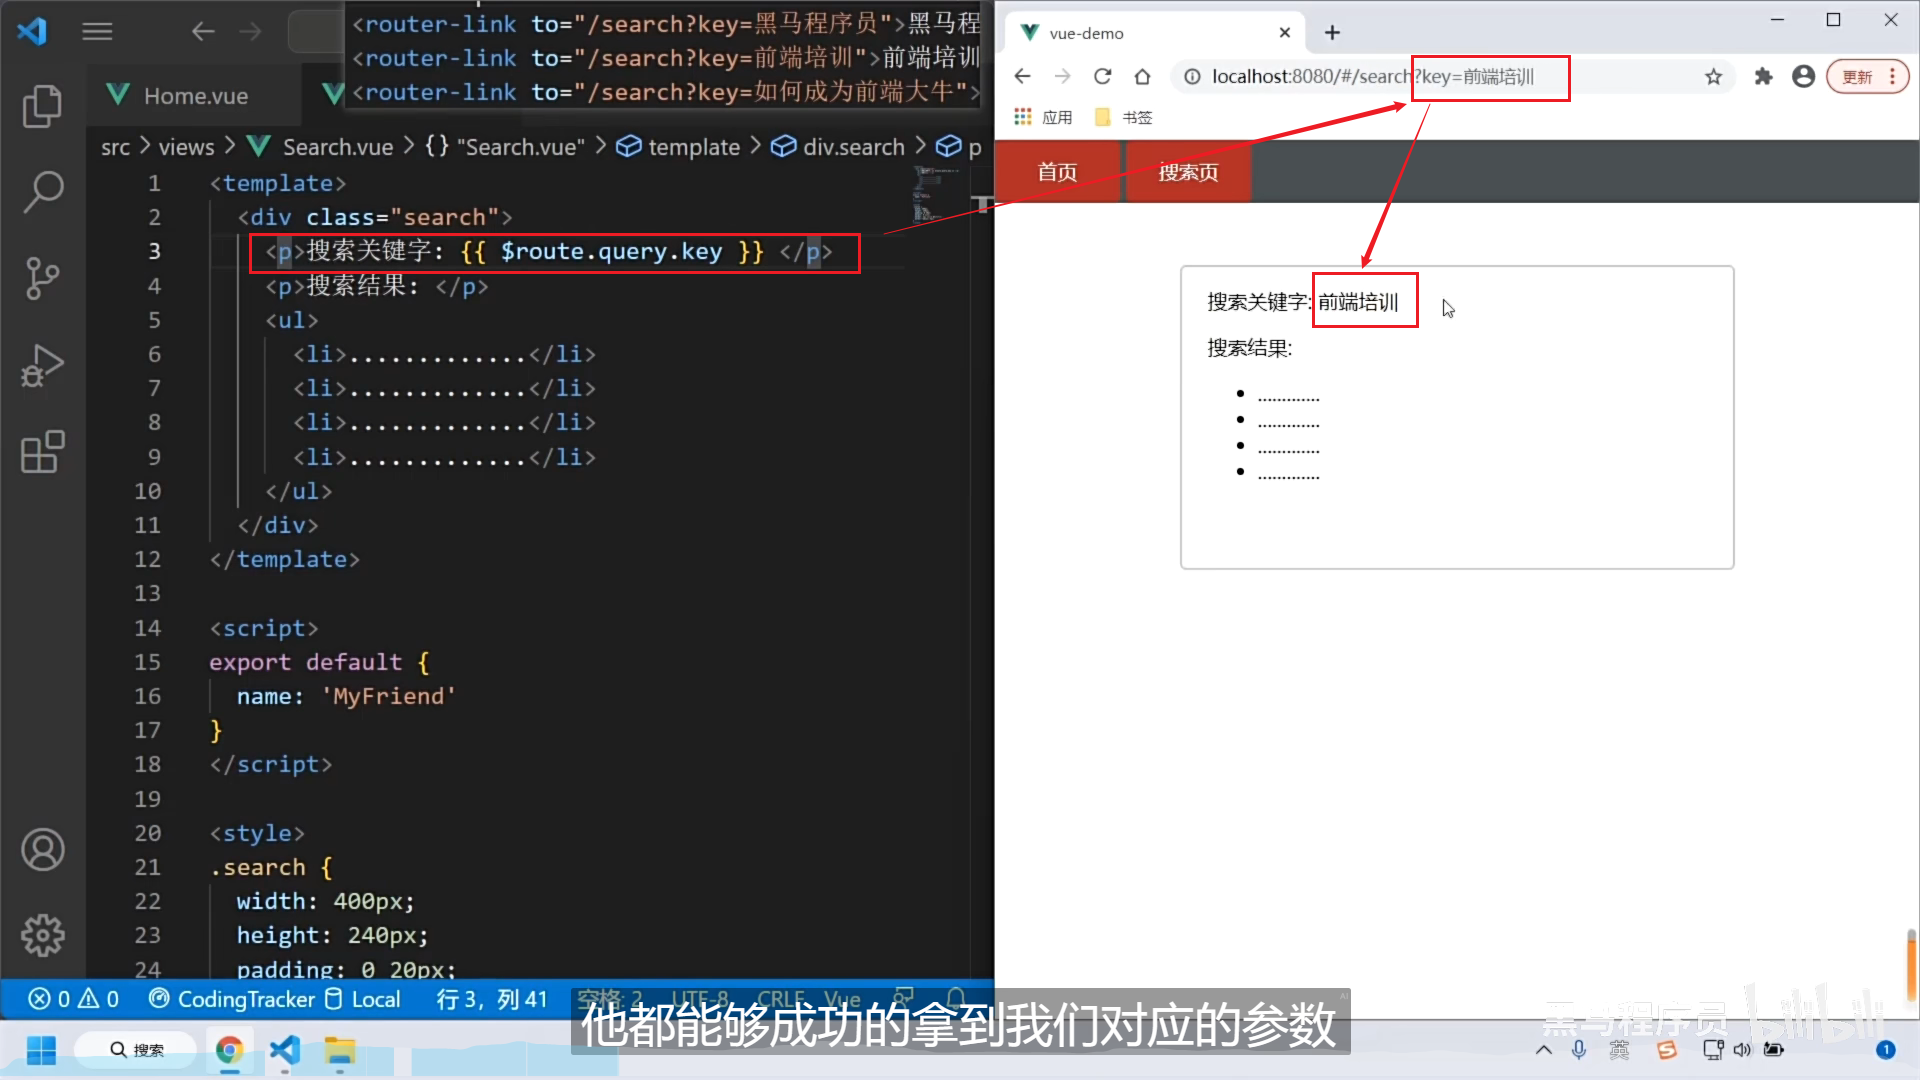 <router-link to="/search?key=黑马程序员">黑马程
<router-link to="/search?key=前端培训">前端培训
<router-link to="/search?key=如何成为前端大牛">
Home.vue
src > views > Search.vue > {} "Search.vue" > template > div.search > p
1 <template>
2 <div class="search">
3 <p>搜索关键字: {{ $route.query.key }} </p>
4 <p>搜索结果: </p>
5 <ul>
6 <li>.............</li>
7 <li>.............</li>
8 <li>.............</li>
9 <li>.............</li>
10 </ul>
11 </div>
12 </template>
13
14 <script>
15 export default {
16 name: 'MyFriend'
17 }
18 </script>
19
20 <style>
21 .search {
22 width: 400px;
23 height: 240px;
24 padding: 0 20px;
0 0 CodingTracker Local 行 3，列 41 空格: 2 UTF-8 CRLF Vue
vue-demo
localhost:8080/#/search?key=前端培训
更新
应用 书签
首页 搜索页
搜索关键字: 前端培训
搜索结果:
.............
.............
.............
.............
他都能够成功的拿到我们对应的参数
黑马程序员 bilibili
搜索
英
1